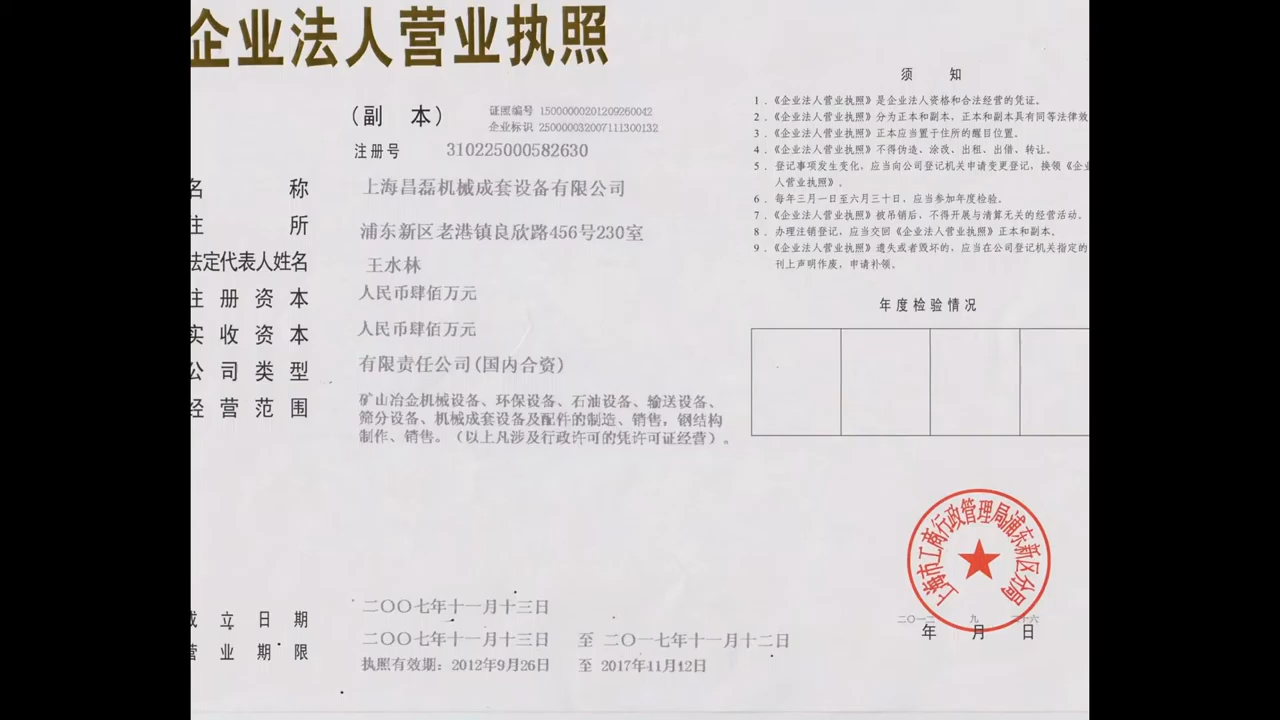 企业法人营业执照
(副 本)
证照编号 15000000201209260042
企业标识 25000003200711130​0132
注册号 310225000582630
名 称 上海昌磊机械成套设备有限公司
住 所 浦东新区老港镇良欣路456号230室
法定代表人姓名 王水林
注册资本 人民币肆佰万元
实收资本 人民币肆佰万元
公司类型 有限责任公司(国内合资)
经营范围 矿山冶金机械设备、环保设备、石油设备、输送设备、
筛分设备、机械成套设备及配件的制造、销售，钢结构
制作、销售。（以上凡涉及行政许可的凭许可证经营）。
成立日期 二〇〇七年十一月十三日
营业期限 二〇〇七年十一月十三日 至 二〇一七年十一月十二日
执照有效期：2012年9月26日 至 2017年11月12日
须 知
1．《企业法人营业执照》是企业法人资格和合法经营的凭证。
2．《企业法人营业执照》分为正本和副本，正本和副本具有同等法律效
3．《企业法人营业执照》正本应当置于住所的醒目位置。
4．《企业法人营业执照》不得伪造、涂改、出租、出借、转让。
5．登记事项发生变化，应当向公司登记机关申请变更登记，换领《企业
人营业执照》。
6．每年三月一日至六月三十日，应当参加年度检验。
7．《企业法人营业执照》被吊销后，不得开展与清算无关的经营活动。
8．办理注销登记，应当交回《企业法人营业执照》正本和副本。
9．《企业法人营业执照》遗失或者毁坏的，应当在公司登记机关指定的
刊上声明作废，申请补领。
年度检验情况
上海市工商行政管理局浦东新区分局
九
年 月 日